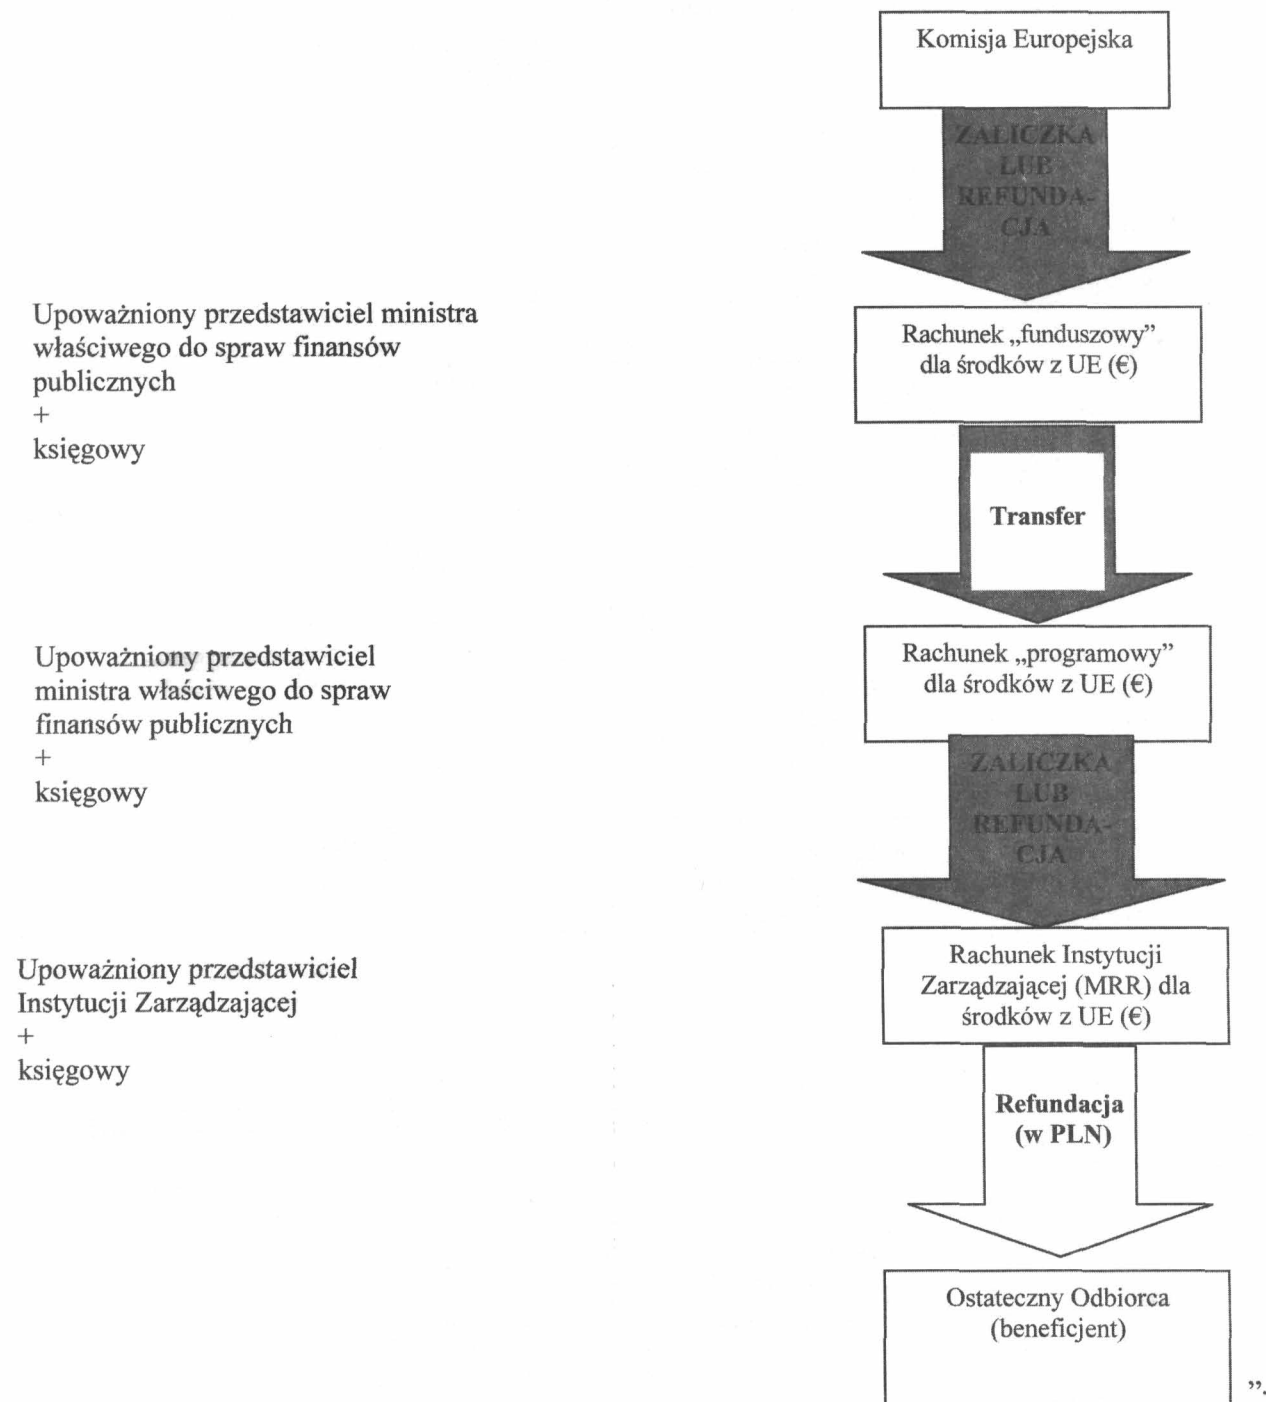 Komisja Europejska
ZALICZKA
LUB
REFUNDA-
CJA
Upoważniony przedstawiciel ministra
właściwego do spraw finansów
publicznych
+
księgowy
Rachunek „funduszowy”
dla środków z UE (€)
Transfer
Upoważniony przedstawiciel
ministra właściwego do spraw
finansów publicznych
+
księgowy
Rachunek „programowy”
dla środków z UE (€)
ZALICZKA
LUB
REFUNDA-
CJA
Upoważniony przedstawiciel
Instytucji Zarządzającej
+
księgowy
Rachunek Instytucji
Zarządzającej (MRR) dla
środków z UE (€)
Refundacja
(w PLN)
Ostateczny Odbiorca
(beneficjent)
”.